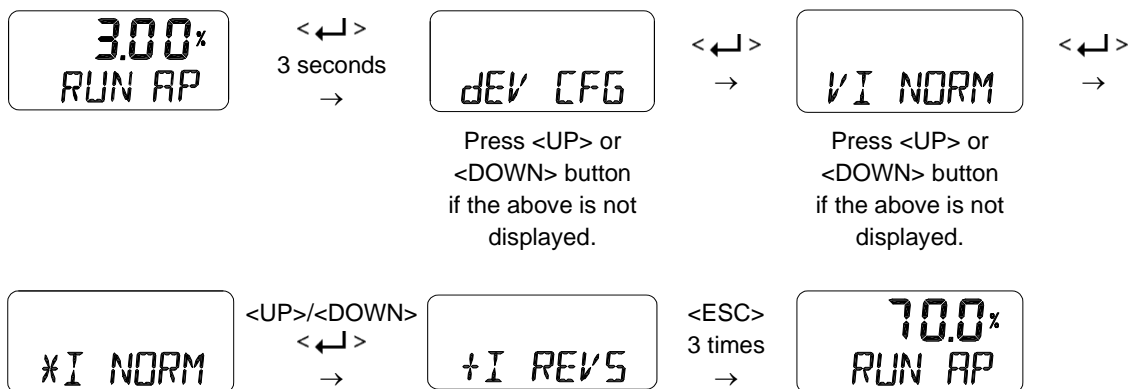 3.00%
RUN AP
< ↵ >
3 seconds
→
dEV CFG
Press <UP> or
<DOWN> button
if the above is not
displayed.
< ↵ >
→
VI NORM
Press <UP> or
<DOWN> button
if the above is not
displayed.
< ↵ >
→
*I NORM
<UP>/<DOWN>
< ↵ >
→
+I REVS
<ESC>
3 times
→
70.0%
RUN AP